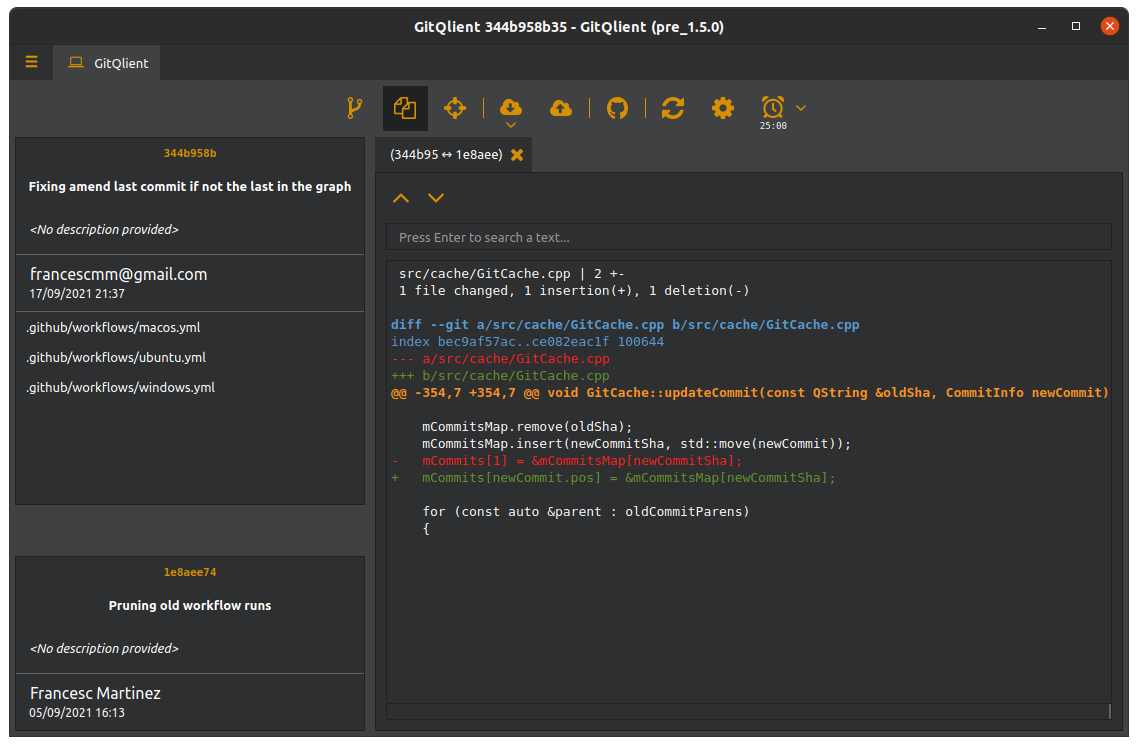 GitQlient 344b958b35 - GitQlient (pre_1.5.0)
GitQlient
25:00
344b958b
Fixing amend last commit if not the last in the graph
<No description provided>
francescmm@gmail.com
17/09/2021 21:37
.github/workflows/macos.yml
.github/workflows/ubuntu.yml
.github/workflows/windows.yml
1e8aee74
Pruning old workflow runs
<No description provided>
Francesc Martinez
05/09/2021 16:13
(344b95 ↔ 1e8aee)
Press Enter to search a text...
src/cache/GitCache.cpp | 2 +-
1 file changed, 1 insertion(+), 1 deletion(-)
diff --git a/src/cache/GitCache.cpp b/src/cache/GitCache.cpp
index bec9af57ac..ce082eac1f 100644
--- a/src/cache/GitCache.cpp
+++ b/src/cache/GitCache.cpp
@@ -354,7 +354,7 @@ void GitCache::updateCommit(const QString &oldSha, CommitInfo newCommit)
mCommitsMap.remove(oldSha);
mCommitsMap.insert(newCommitSha, std::move(newCommit));
-   mCommits[1] = &mCommitsMap[newCommitSha];
+   mCommits[newCommit.pos] = &mCommitsMap[newCommitSha];
for (const auto &parent : oldCommitParens)
{